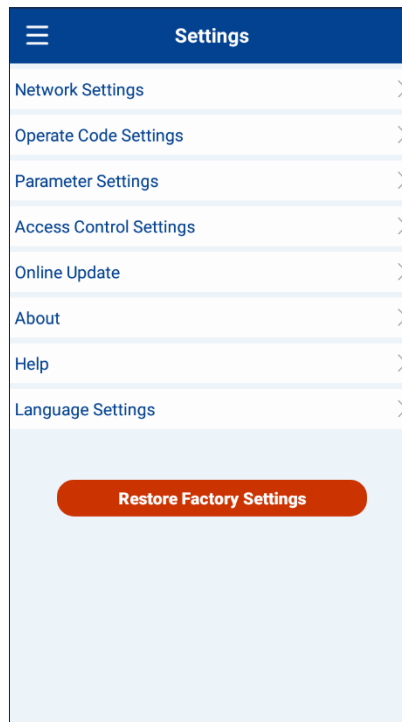 Settings
Network Settings
Operate Code Settings
Parameter Settings
Access Control Settings
Online Update
About
Help
Language Settings
Restore Factory Settings